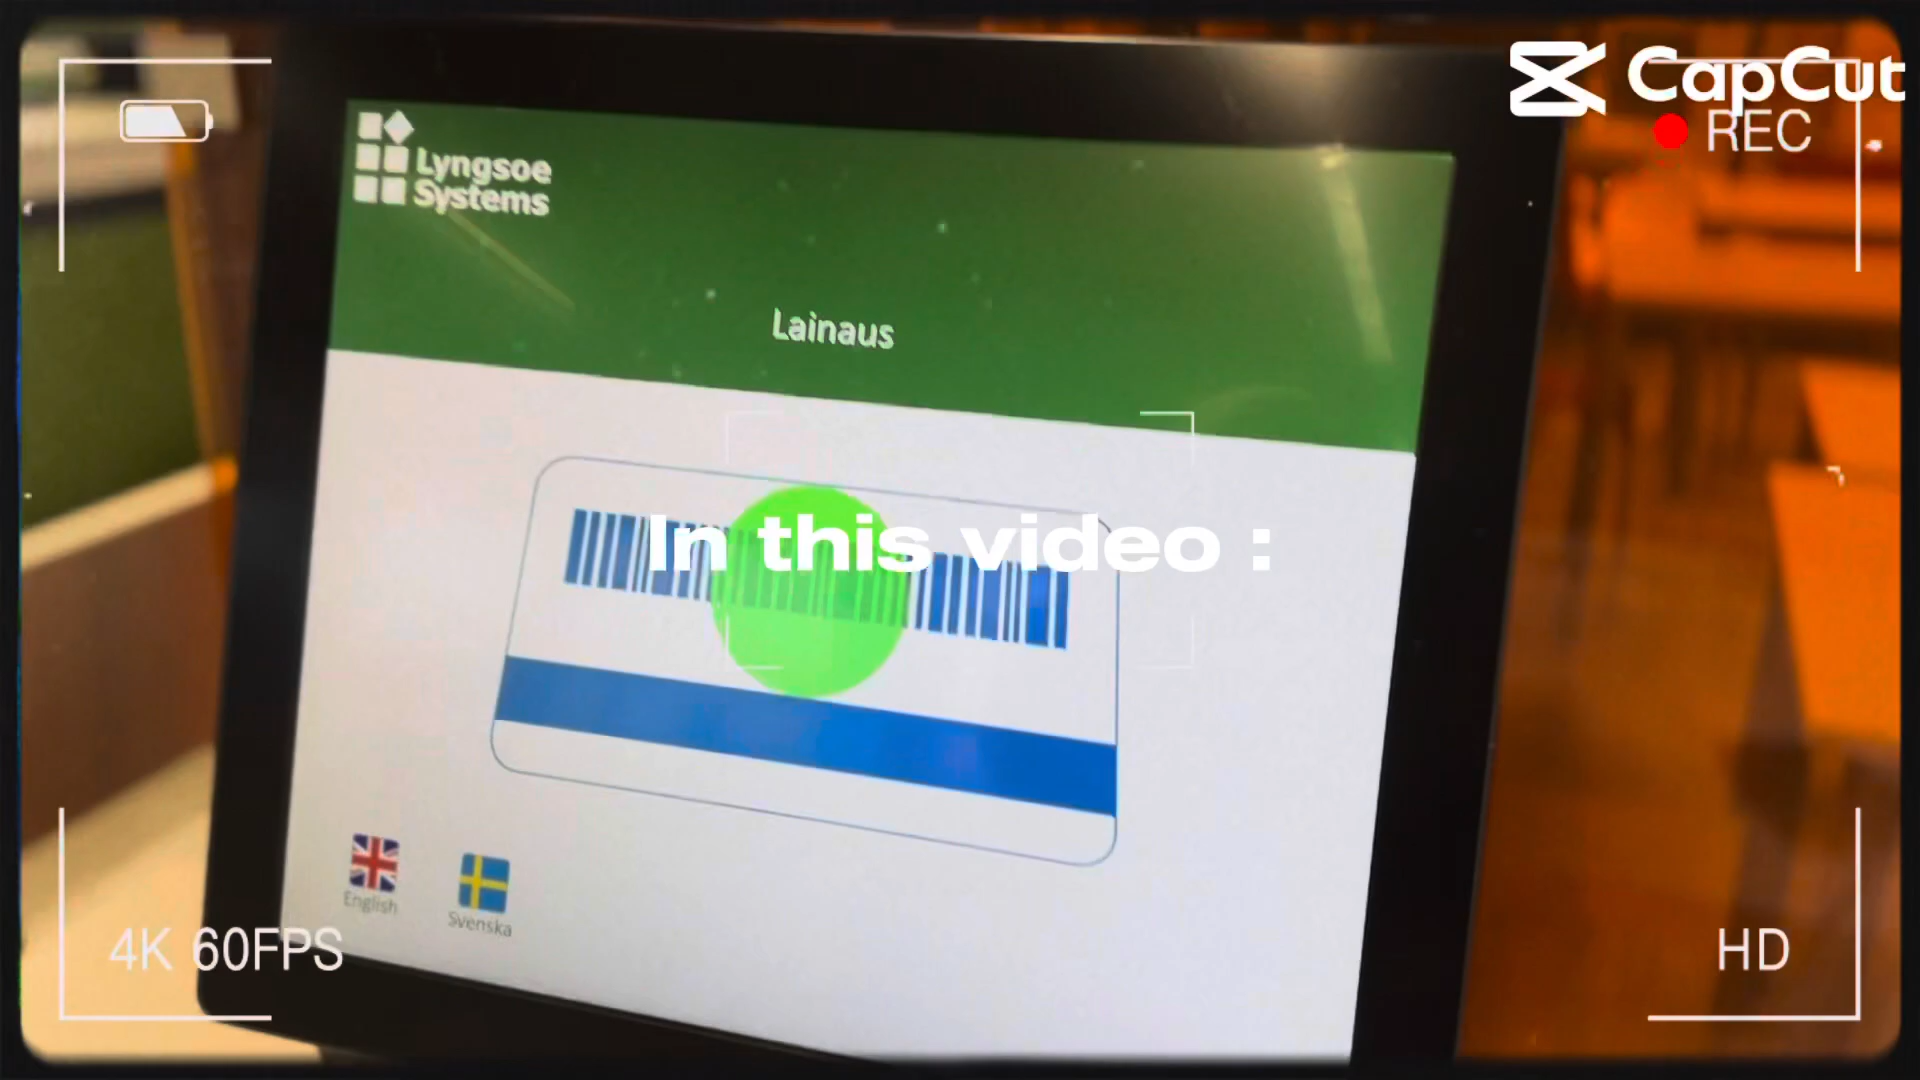 CapCut
REC
Lyngsoe
Systems
Lainaus
In this video :
English
Svenska
4K 60FPS
HD